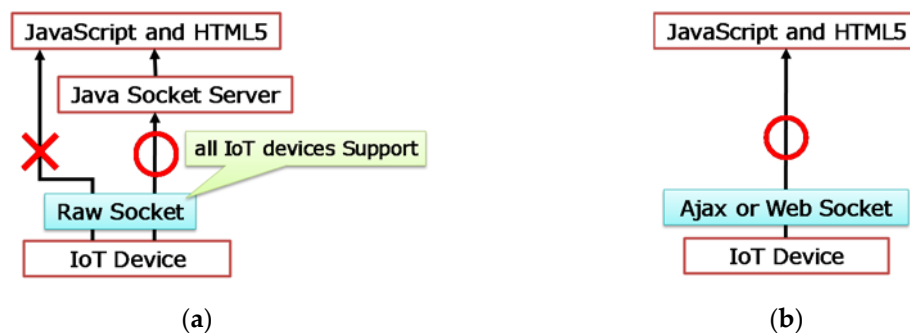 JavaScript and HTML5
Java Socket Server
all IoT devices Support
Raw Socket
IoT Device
(a)
JavaScript and HTML5
Ajax or Web Socket
IoT Device
(b)